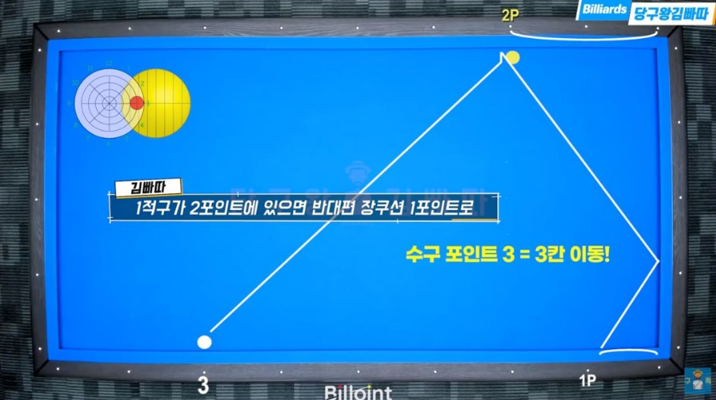 2P
Billiards 당구왕김빠따
김빠따
1적구가 2포인트에 있으면 반대편 장쿠션 1포인트로
수구 포인트 3 = 3칸 이동!
3
Billoint
1P